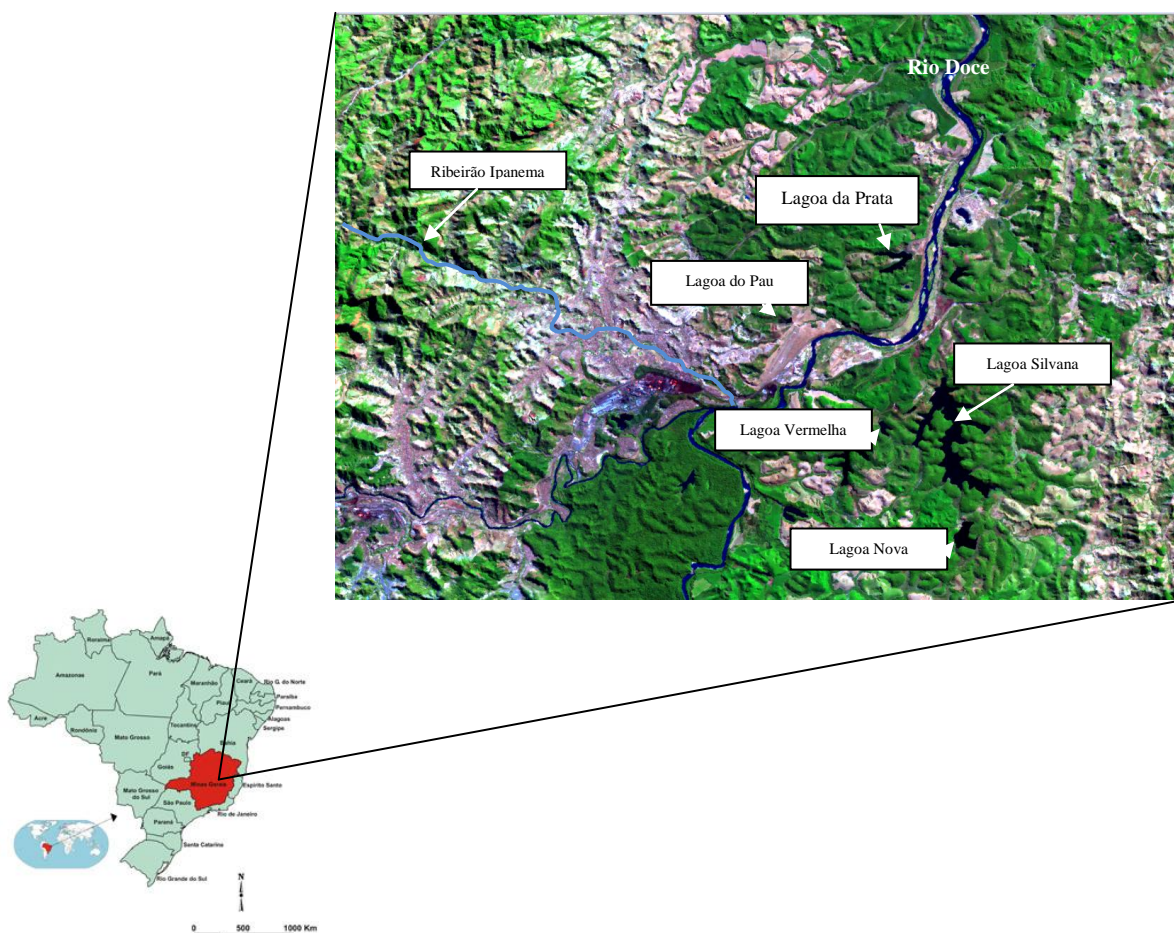 Rio Doce
Ribeirão Ipanema
Lagoa da Prata
Lagoa do Pau
Lagoa Silvana
Lagoa Vermelha
Lagoa Nova
Roraima
Amapá
Amazonas
Pará
Maranhão
Ceará
Rio G. do Norte
Paraíba
Pernambuco
Piauí
Alagoas
Sergipe
Acre
Rondônia
Tocantins
Mato Grosso
Bahia
DF
Goiás
Minas Gerais
Espírito Santo
Mato Grosso
do Sul
São Paulo
Rio de Janeiro
Paraná
Santa Catarina
Rio Grande do Sul
N
0 500 1000 Km